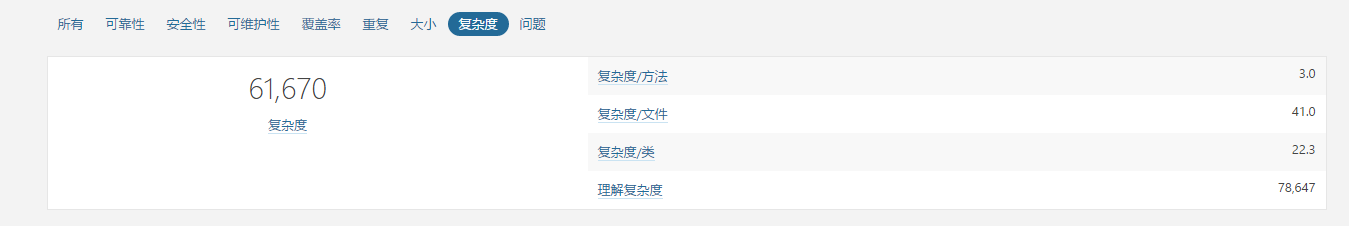 所有 可靠性 安全性 可维护性 覆盖率 重复 大小 复杂度 问题
61,670
复杂度
复杂度/方法 3.0
复杂度/文件 41.0
复杂度/类 22.3
理解复杂度 78,647